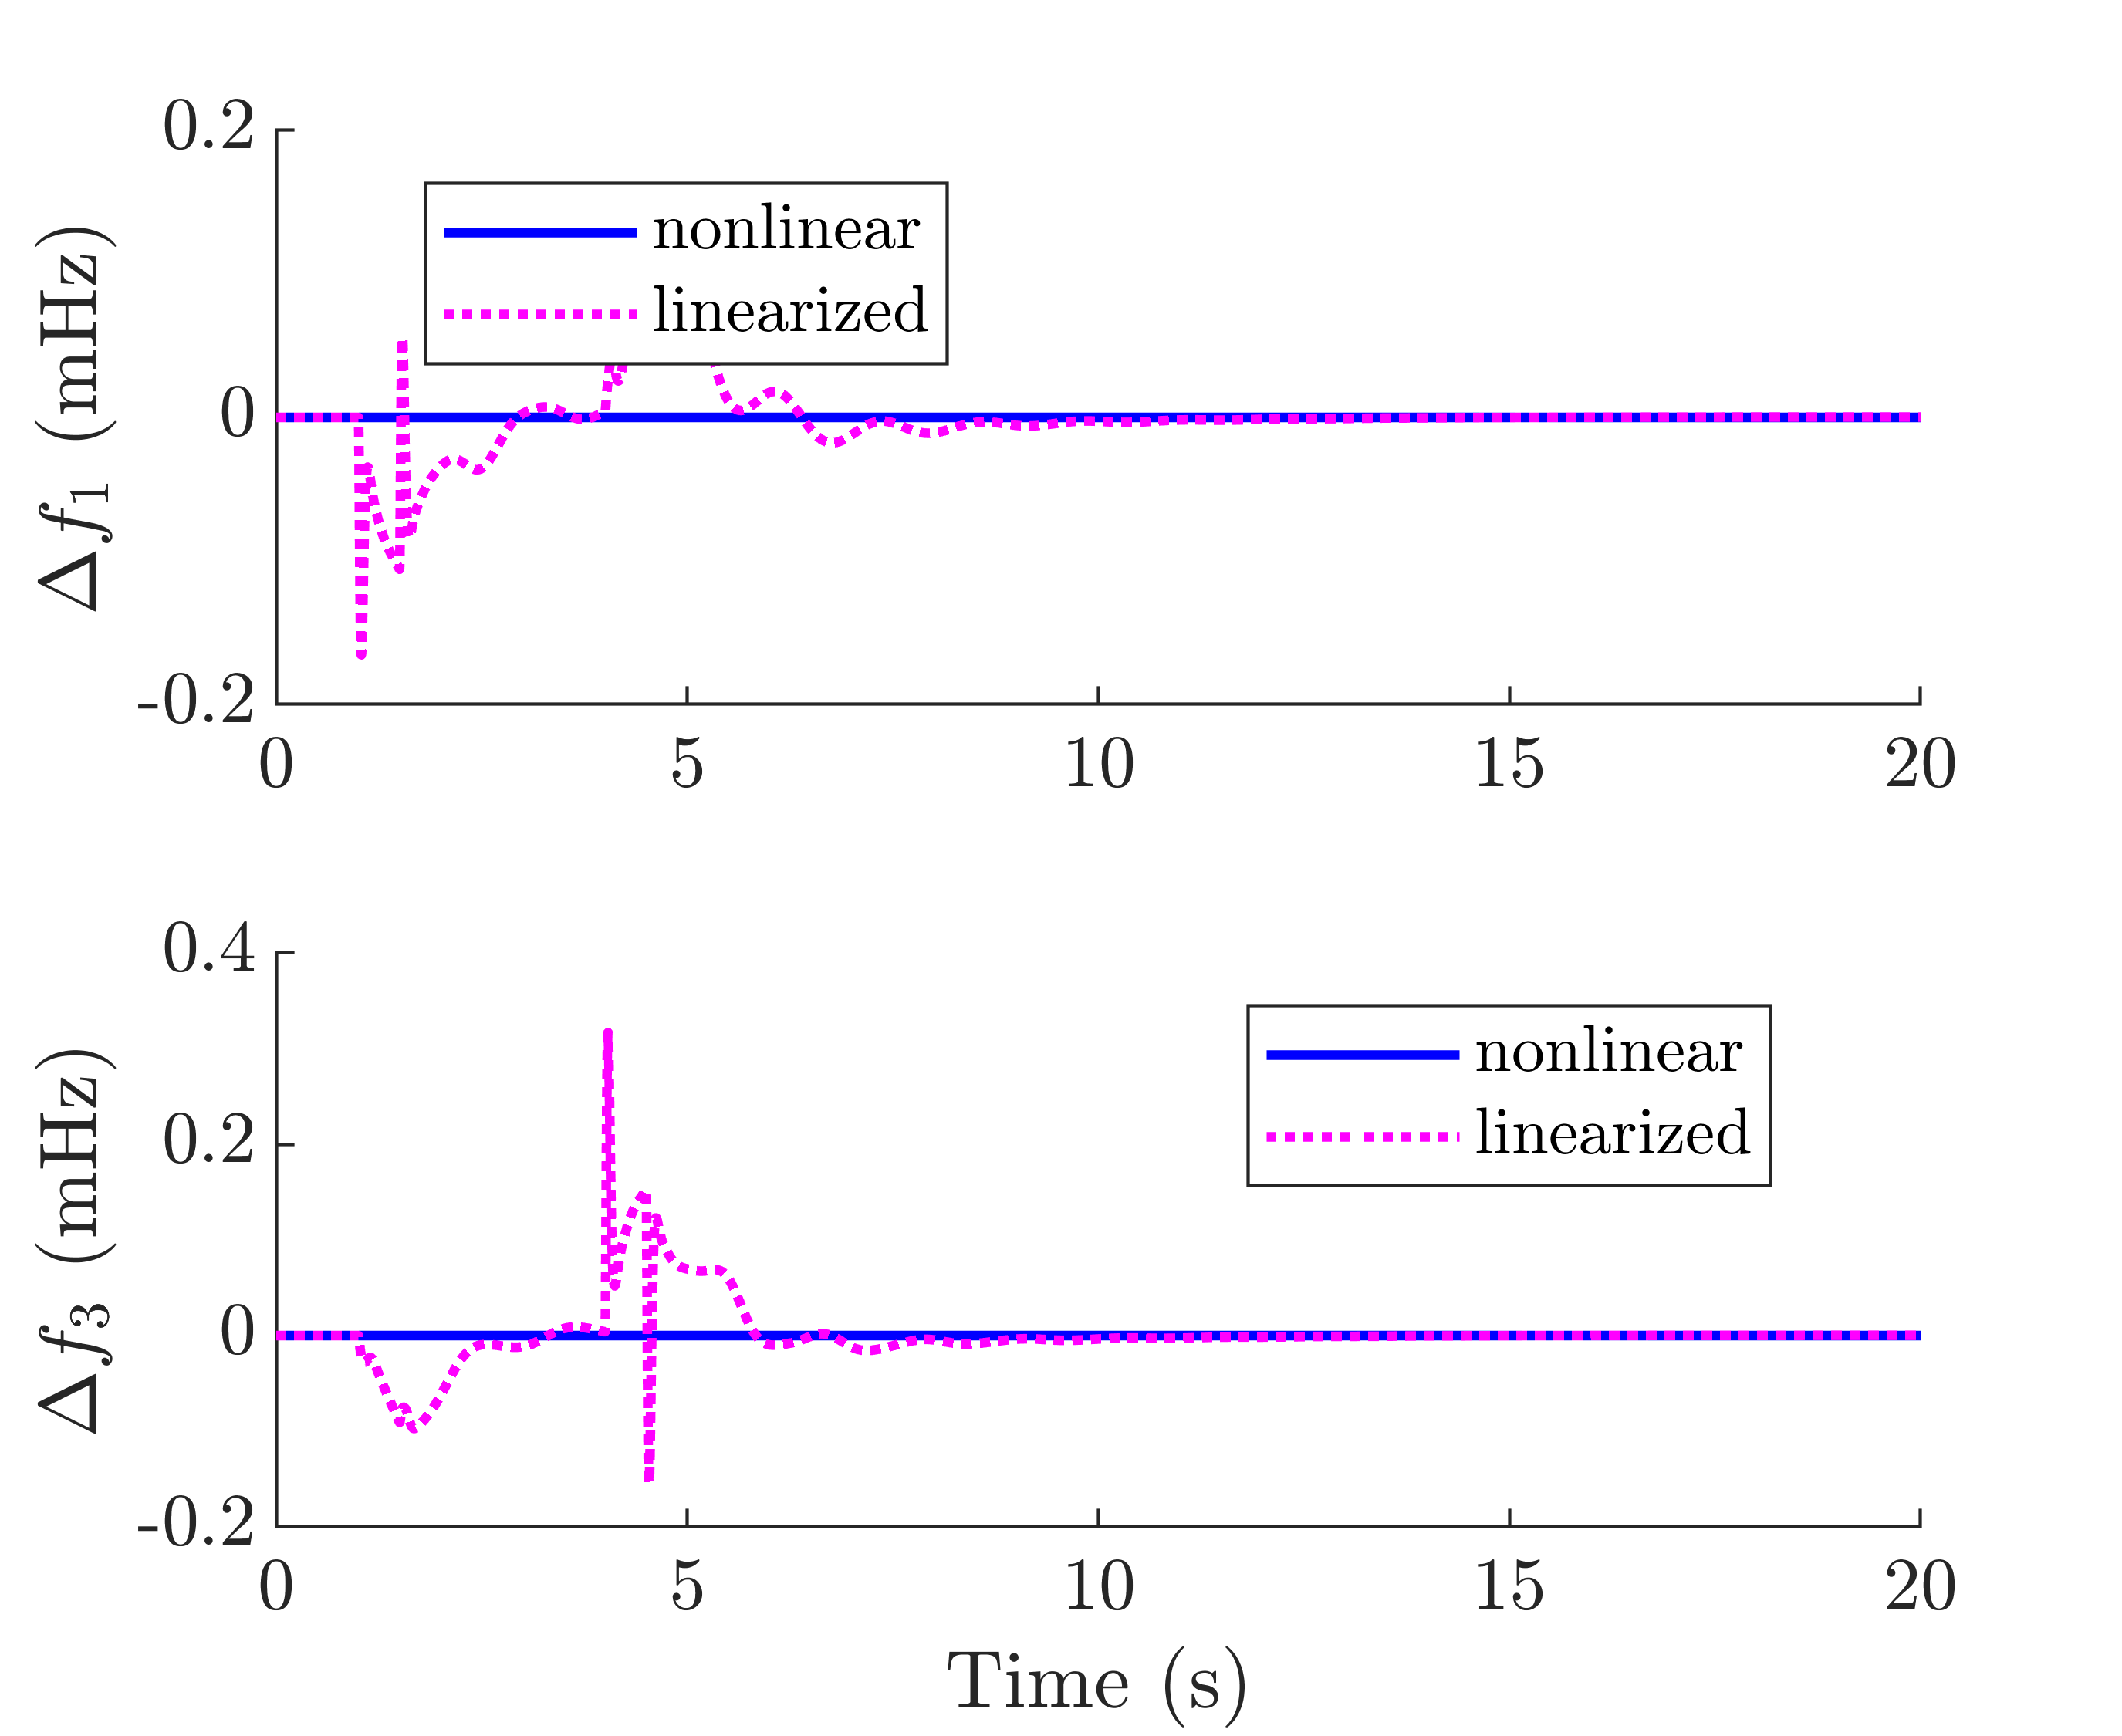 Δf₁ (mHz)
0.2
0
-0.2
nonlinear
linearized
0 5 10 15 20
Δf₃ (mHz)
0.4
0.2
0
-0.2
nonlinear
linearized
0 5 10 15 20
Time (s)